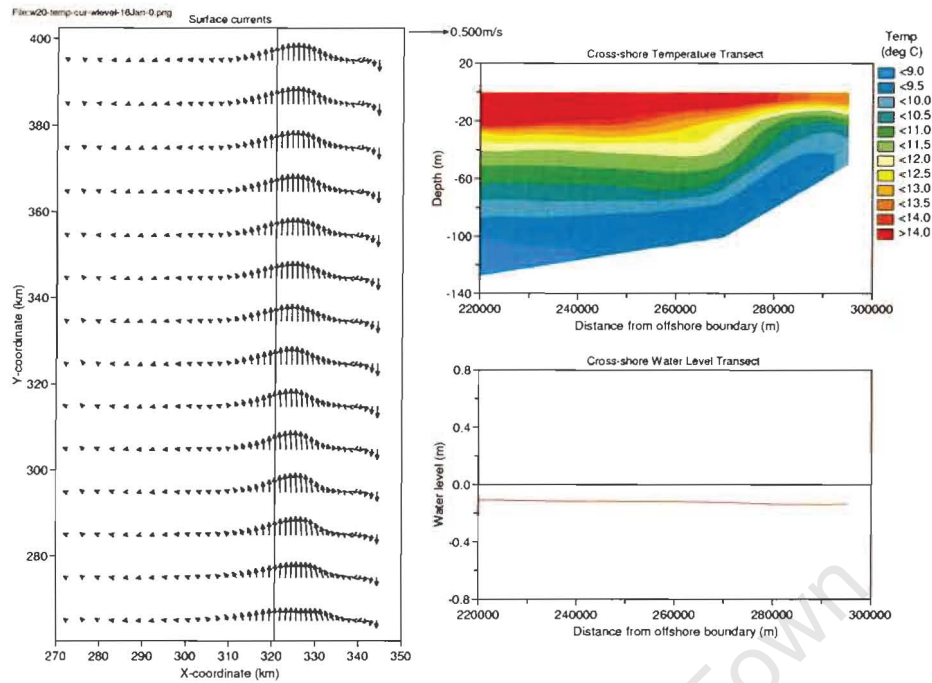 File:w20-temp-cur-wlevel-16Jan-0.png
Surface currents
0.500m/s
400
380
360
340
320
300
280
Y-coordinate (km)
270 280 290 300 310 320 330 340 350
X-coordinate (km)
Cross-shore Temperature Transect
20
-20
-60
-100
-140
Depth (m)
220000 240000 260000 280000 300000
Distance from offshore boundary (m)
Temp
(deg C)
<9.0
<9.5
<10.0
<10.5
<11.0
<11.5
<12.0
<12.5
<13.0
<13.5
<14.0
>14.0
Cross-shore Water Level Transect
0.8
0.4
0.0
-0.4
-0.8
Water level (m)
220000 240000 260000 280000 300000
Distance from offshore boundary (m)
Town